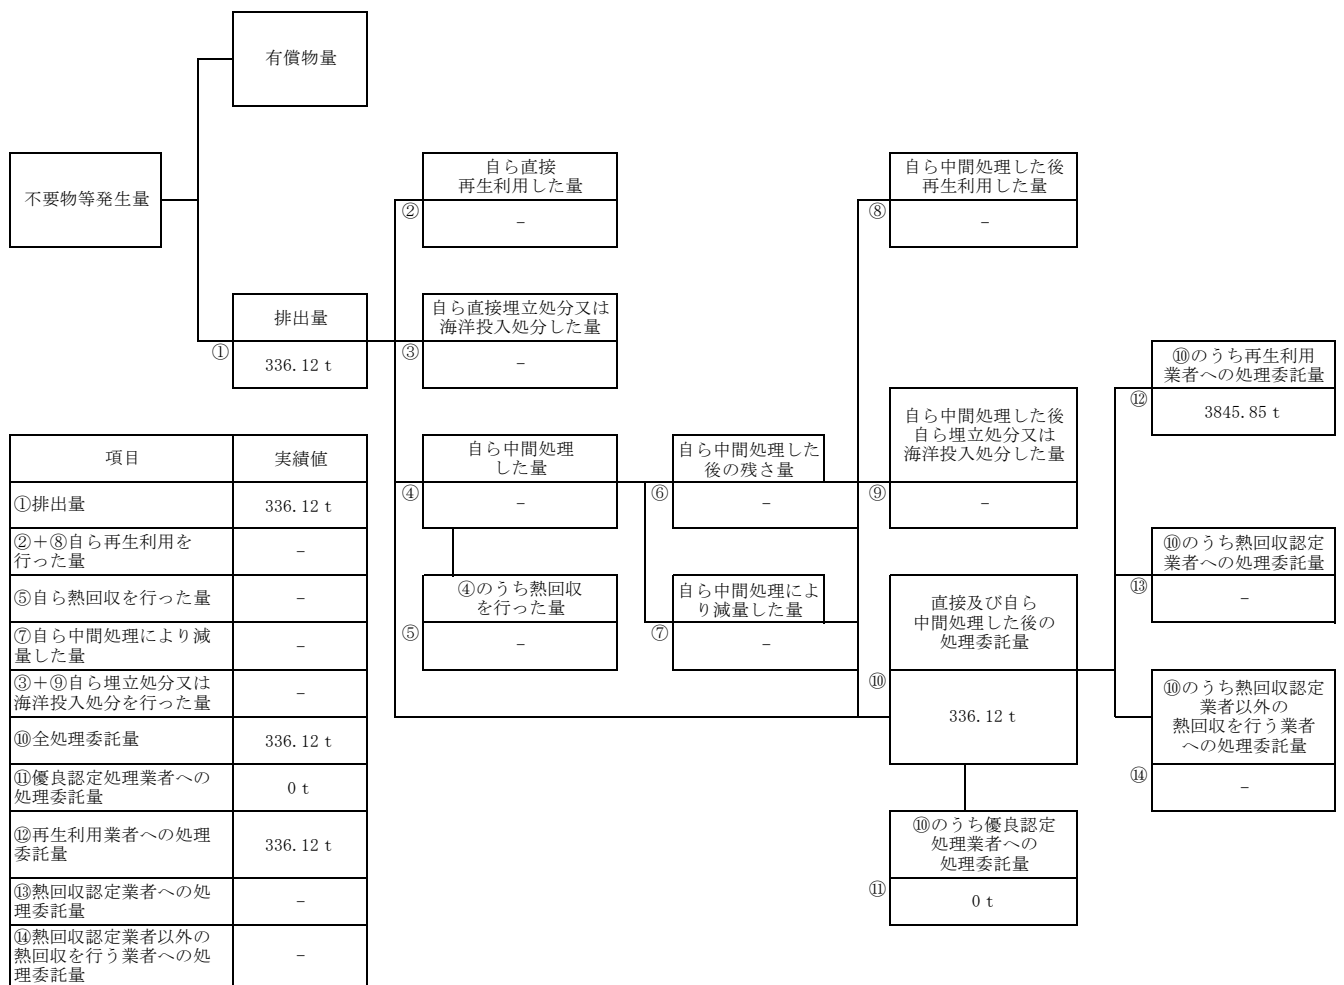 有償物量
不要物等発生量
自ら直接
再生利用した量
②
－
自ら中間処理した後
再生利用した量
⑧
－
排出量
①
336.12 t
自ら直接埋立処分又は
海洋投入処分した量
③
－
⑩のうち再生利用
業者への処理委託量
⑫
3845.85 t
自ら中間処理
した量
④
－
自ら中間処理した
後の残さ量
⑥
－
自ら中間処理した後
自ら埋立処分又は
海洋投入処分した量
⑨
－
⑩のうち熱回収認定
業者への処理委託量
⑬
－
④のうち熱回収
を行った量
⑤
－
自ら中間処理によ
り減量した量
⑦
－
直接及び自ら
中間処理した後の
処理委託量
⑩
336.12 t
⑩のうち熱回収認定
業者以外の
熱回収を行う業者
への処理委託量
⑭
－
⑩のうち優良認定
処理業者への
処理委託量
⑪
0 t
項目 実績値
①排出量 336.12 t
②＋⑧自ら再生利用を
行った量 －
⑤自ら熱回収を行った量 －
⑦自ら中間処理により減
量した量 －
③＋⑨自ら埋立処分又は
海洋投入処分を行った量 －
⑩全処理委託量 336.12 t
⑪優良認定処理業者への
処理委託量 0 t
⑫再生利用業者への処理
委託量 336.12 t
⑬熱回収認定業者への処
理委託量 －
⑭熱回収認定業者以外の
熱回収を行う業者への処
理委託量 －